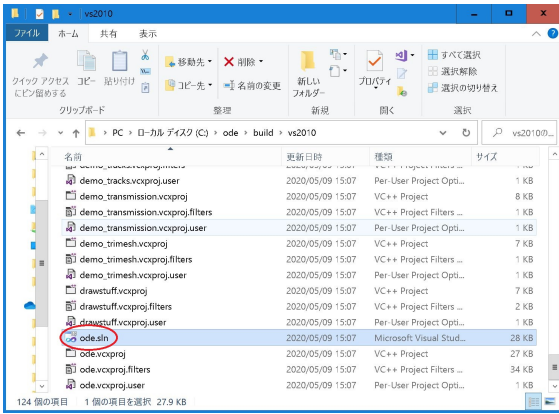 vs2010
ファイル ホーム 共有 表示
クイック アクセス
にピン留めする
コピー
貼り付け
移動先
コピー先
削除
名前の変更
新しい
フォルダー
プロパティ
すべて選択
選択解除
選択の切り替え
クリップボード 整理 新規 開く 選択
PC › ローカル ディスク (C:) › ode › build › vs2010
vs2010の...
名前 更新日時 種類 サイズ
demo_tracks.vcxproj.filters 2020/05/09 15:07 VC++ Project Filters ... 1 KB
demo_tracks.vcxproj.user 2020/05/09 15:07 Per-User Project Opti... 1 KB
demo_transmission.vcxproj 2020/05/09 15:07 VC++ Project 8 KB
demo_transmission.vcxproj.filters 2020/05/09 15:07 VC++ Project Filters ... 1 KB
demo_transmission.vcxproj.user 2020/05/09 15:07 Per-User Project Opti... 1 KB
demo_trimesh.vcxproj 2020/05/09 15:07 VC++ Project 7 KB
demo_trimesh.vcxproj.filters 2020/05/09 15:07 VC++ Project Filters ... 1 KB
demo_trimesh.vcxproj.user 2020/05/09 15:07 Per-User Project Opti... 1 KB
drawstuff.vcxproj 2020/05/09 15:07 VC++ Project 7 KB
drawstuff.vcxproj.filters 2020/05/09 15:07 VC++ Project Filters ... 2 KB
drawstuff.vcxproj.user 2020/05/09 15:07 Per-User Project Opti... 1 KB
ode.sln 2020/05/09 15:07 Microsoft Visual Stud... 28 KB
ode.vcxproj 2020/05/09 15:07 VC++ Project 27 KB
ode.vcxproj.filters 2020/05/09 15:07 VC++ Project Filters ... 34 KB
ode.vcxproj.user 2020/05/09 15:07 Per-User Project Opti... 1 KB
124 個の項目 1 個の項目を選択 27.9 KB